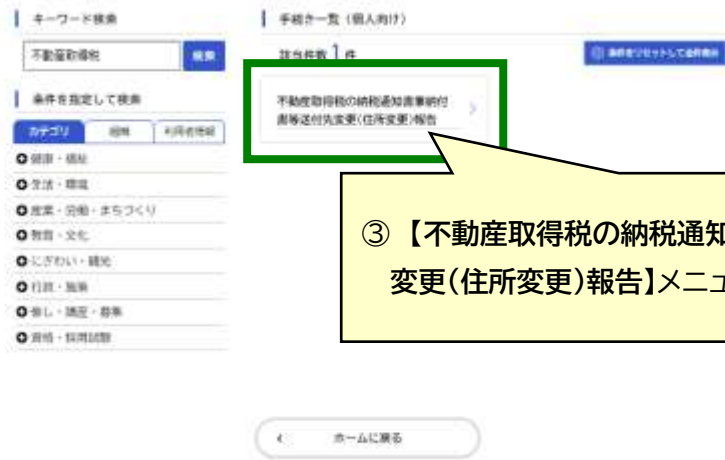 キーワード検索
不動産取得税
検索
条件を指定して検索
カテゴリ
組織
利用者情報
健康・福祉
生活・環境
産業・労働・まちづくり
教育・文化
にぎわい・観光
行政・施策
催し・講座・募集
資格・採用試験
手続き一覧(個人向け)
該当件数 1 件
条件をリセットして全件表示
不動産取得税の納税通知書兼納付
書等送付先変更(住所変更)報告
③ 【不動産取得税の納税通知
変更(住所変更)報告】メニュ
ホームに戻る